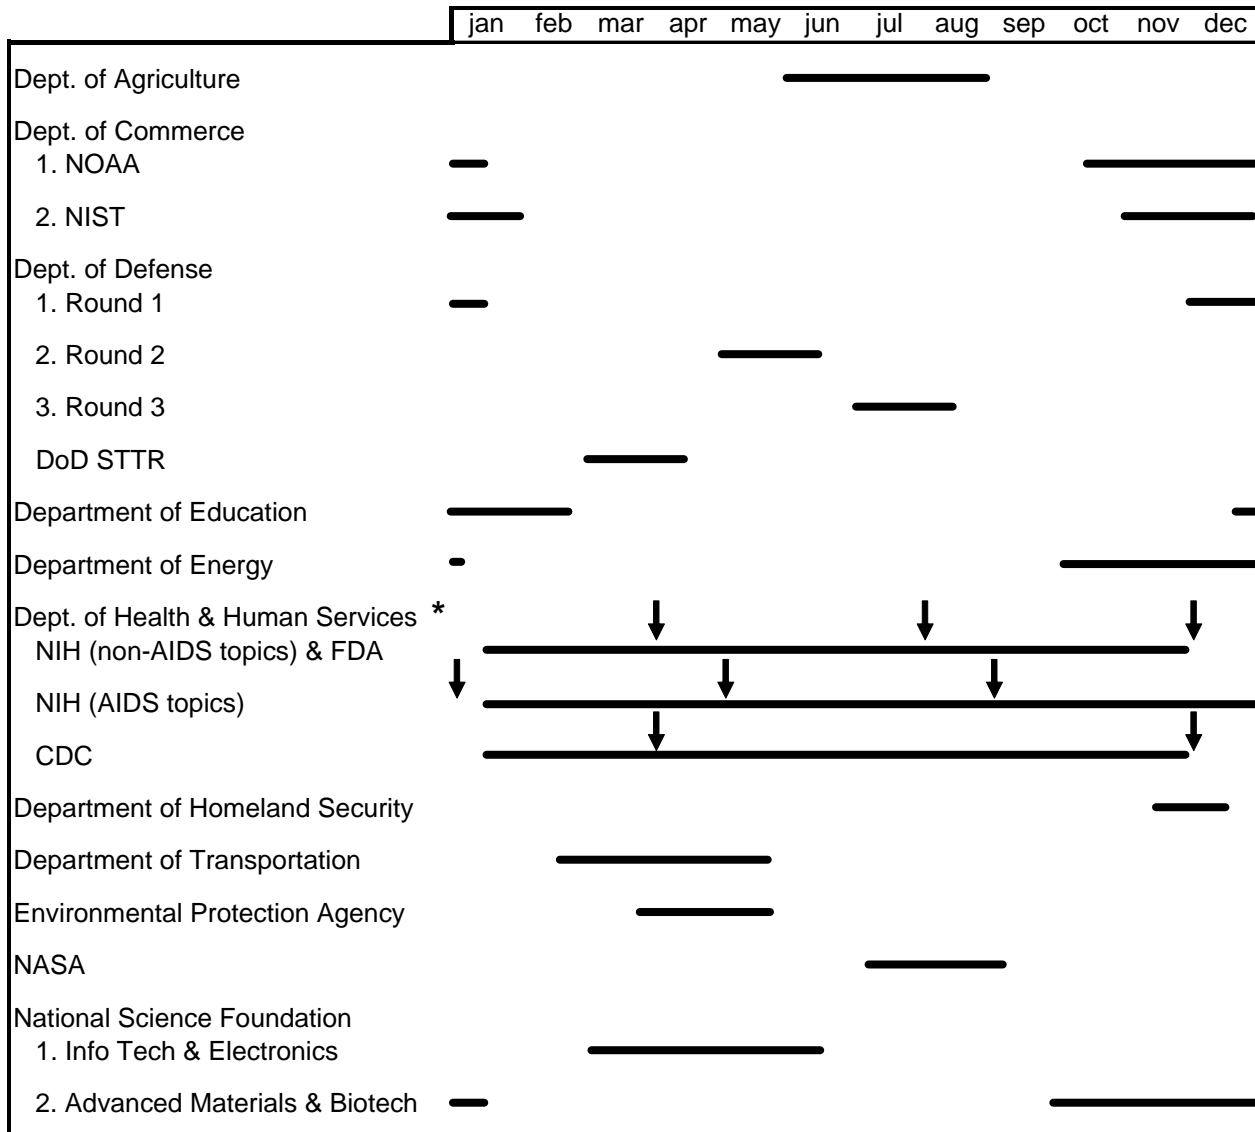 jan feb mar apr may jun jul aug sep oct nov dec
Dept. of Agriculture
Dept. of Commerce
1. NOAA
2. NIST
Dept. of Defense
1. Round 1
2. Round 2
3. Round 3
DoD STTR
Department of Education
Department of Energy
Dept. of Health & Human Services *
NIH (non-AIDS topics) & FDA
NIH (AIDS topics)
CDC
Department of Homeland Security
Department of Transportation
Environmental Protection Agency
NASA
National Science Foundation
1. Info Tech & Electronics
2. Advanced Materials & Biotech